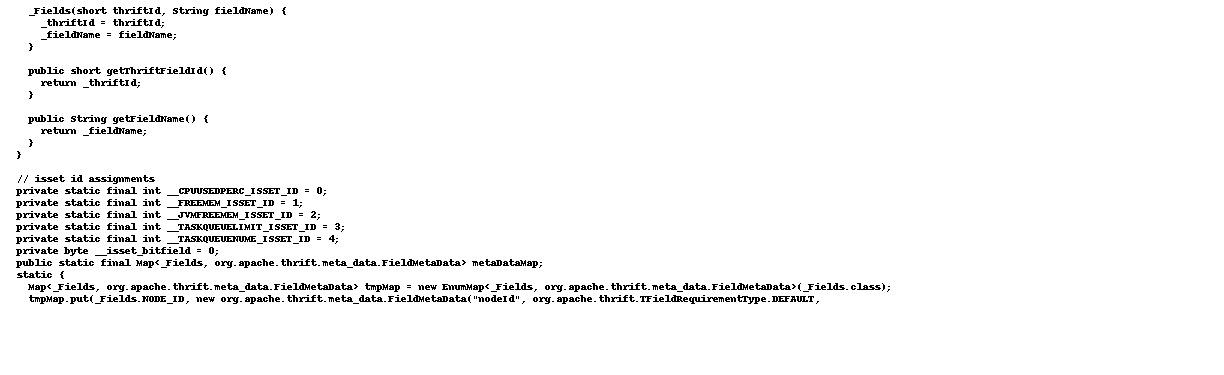 _Fields(short thriftId, String fieldName) {
_thriftId = thriftId;
_fieldName = fieldName;
}
public short getThriftFieldId() {
return _thriftId;
}
public String getFieldName() {
return _fieldName;
}
}
// isset id assignments
private static final int __CPUUSEDPERC_ISSET_ID = 0;
private static final int __FREEMEM_ISSET_ID = 1;
private static final int __JVMFREEMEM_ISSET_ID = 2;
private static final int __TASKQUEUELIMIT_ISSET_ID = 3;
private static final int __TASKQUEUENUME_ISSET_ID = 4;
private byte __isset_bitfield = 0;
public static final Map<_Fields, org.apache.thrift.meta_data.FieldMetaData> metaDataMap;
static {
Map<_Fields, org.apache.thrift.meta_data.FieldMetaData> tmpMap = new EnumMap<_Fields, org.apache.thrift.meta_data.FieldMetaData>(_Fields.class);
tmpMap.put(_Fields.NODE_ID, new org.apache.thrift.meta_data.FieldMetaData("nodeId", org.apache.thrift.TFieldRequirementType.DEFAULT,